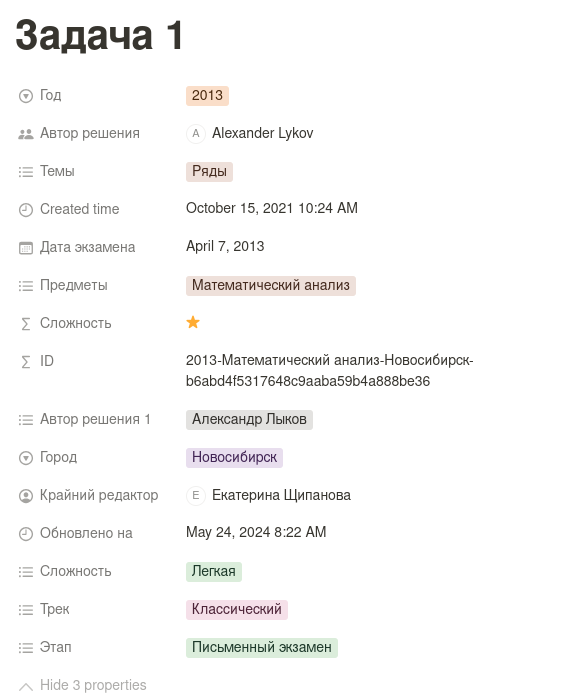 Задача 1
Год 2013
Автор решения A Alexander Lykov
Темы Ряды
Created time October 15, 2021 10:24 AM
Дата экзамена April 7, 2013
Предметы Математический анализ
Сложность
ID 2013-Математический анализ-Новосибирск-
b6abd4f5317648c9aaba59b4a888be36
Автор решения 1 Александр Лыков
Город Новосибирск
Крайний редактор E Екатерина Щипанова
Обновлено на May 24, 2024 8:22 AM
Сложность Легкая
Трек Классический
Этап Письменный экзамен
Hide 3 properties